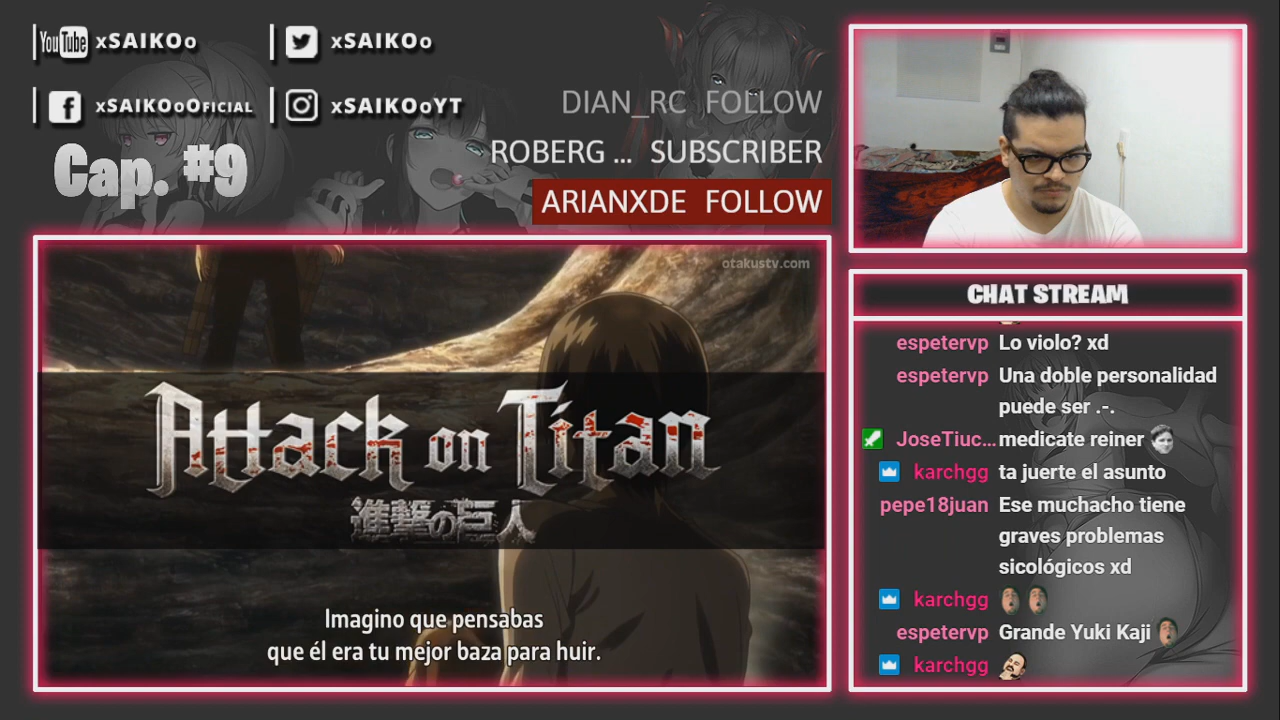 YouTube xSAIKOo
xSAIKOo
xSAIKOoOficial
xSAIKOoYT
Cap. #9
DIAN_RC FOLLOW
ROBERG ... SUBSCRIBER
ARIANXDE FOLLOW
otakustv.com
Attack on Titan
進撃の巨人
Imagino que pensabas
que él era tu mejor baza para huir.
CHAT STREAM
espetervp Lo violo? xd
espetervp Una doble personalidad
puede ser .-.
JoseTiuc... medicate reiner
karchgg ta juerte el asunto
pepe18juan Ese muchacho tiene
graves problemas
sicológicos xd
karchgg
espetervp Grande Yuki Kaji
karchgg